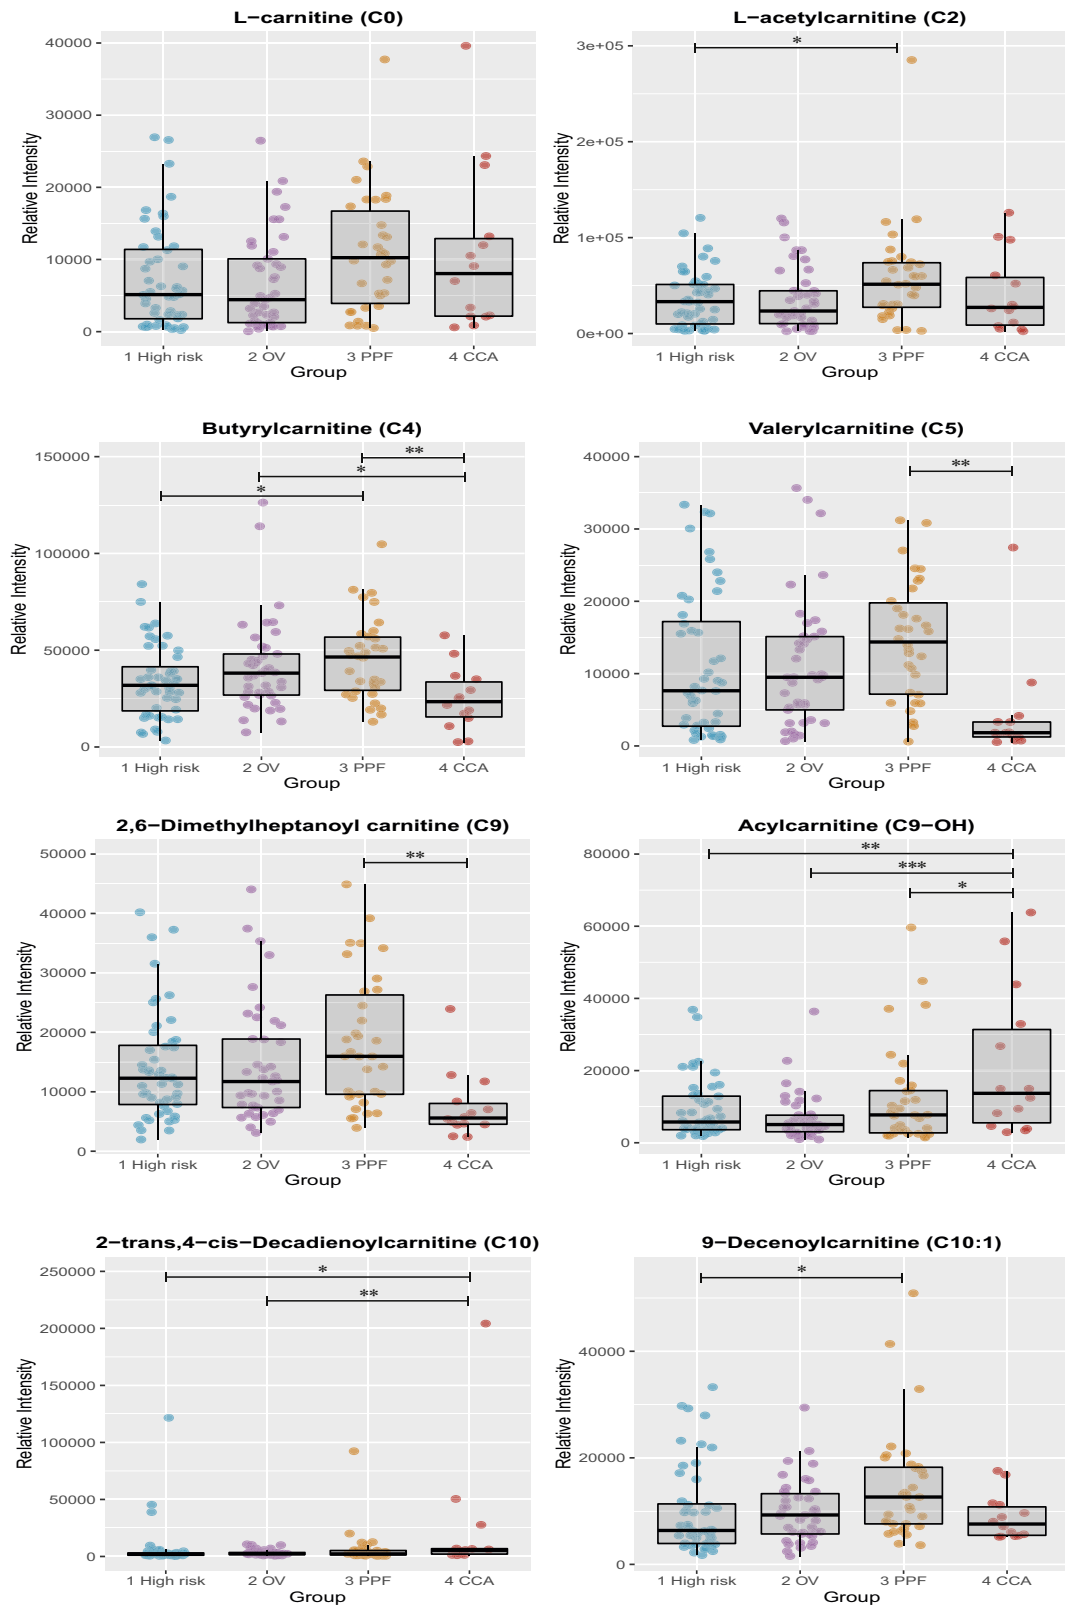 L−carnitine (C0)
Relative Intensity
40000
30000
20000
10000
0
1 High risk 2 OV 3 PPF 4 CCA
Group
L−acetylcarnitine (C2)
Relative Intensity
3e+05
2e+05
1e+05
0e+00
*
1 High risk 2 OV 3 PPF 4 CCA
Group
Butyrylcarnitine (C4)
Relative Intensity
150000
100000
50000
0
**
*
*
1 High risk 2 OV 3 PPF 4 CCA
Group
Valerylcarnitine (C5)
Relative Intensity
40000
30000
20000
10000
0
**
1 High risk 2 OV 3 PPF 4 CCA
Group
2,6−Dimethylheptanoyl carnitine (C9)
Relative Intensity
50000
40000
30000
20000
10000
0
**
1 High risk 2 OV 3 PPF 4 CCA
Group
Acylcarnitine (C9−OH)
Relative Intensity
80000
60000
40000
20000
0
**
***
*
1 High risk 2 OV 3 PPF 4 CCA
Group
2−trans,4−cis−Decadienoylcarnitine (C10)
Relative Intensity
250000
200000
150000
100000
50000
0
*
**
1 High risk 2 OV 3 PPF 4 CCA
Group
9−Decenoylcarnitine (C10:1)
Relative Intensity
40000
20000
0
*
1 High risk 2 OV 3 PPF 4 CCA
Group